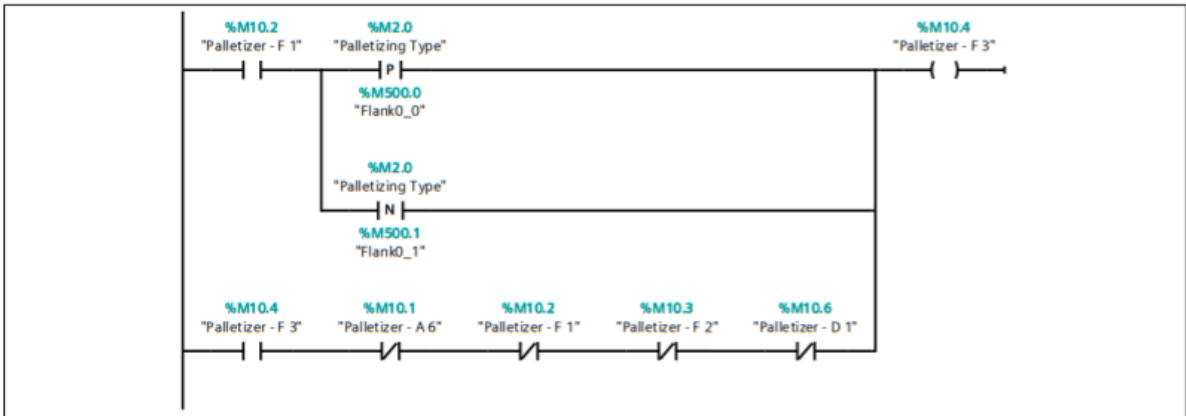 %M10.2 %M2.0 %M10.4
"Palletizer - F 1" "Palletizing Type" "Palletizer - F 3"
P
%M500.0
"Flank0_0"
%M2.0
"Palletizing Type"
N
%M500.1
"Flank0_1"
%M10.4 %M10.1 %M10.2 %M10.3 %M10.6
"Palletizer - F 3" "Palletizer - A 6" "Palletizer - F 1" "Palletizer - F 2" "Palletizer - D 1"